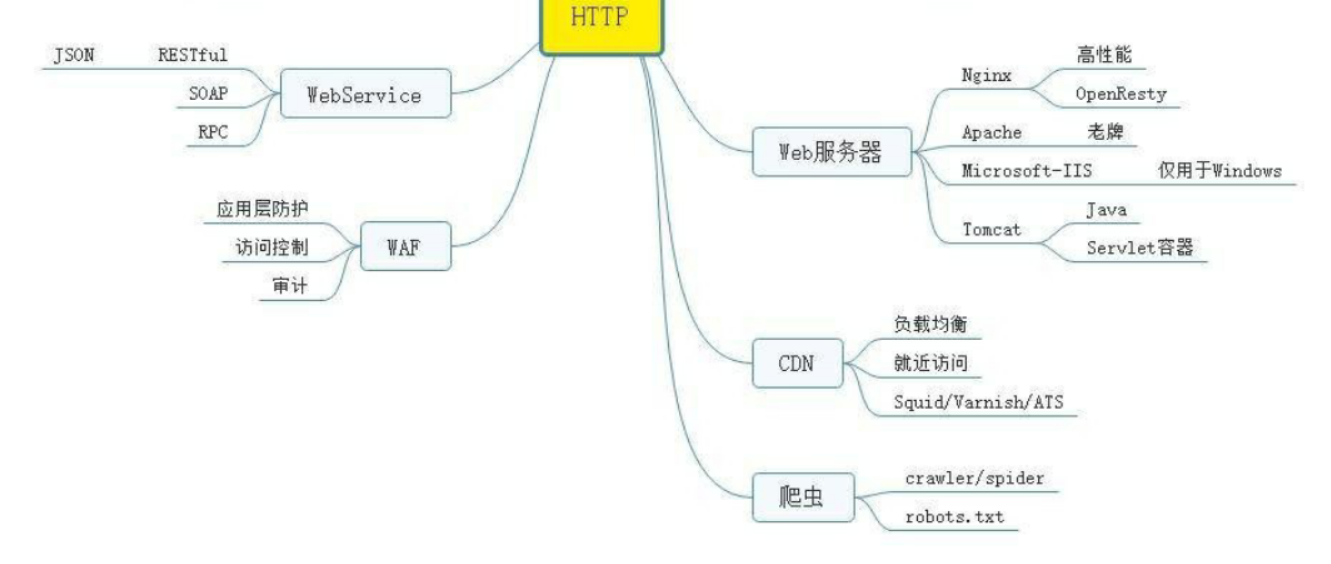 HTTP
JSON RESTful
SOAP
RPC
WebService
应用层防护
访问控制
审计
WAF
Web服务器
Nginx
高性能
OpenResty
Apache 老牌
Microsoft-IIS 仅用于Windows
Tomcat
Java
Servlet容器
CDN
负载均衡
就近访问
Squid/Varnish/ATS
爬虫
crawler/spider
robots.txt